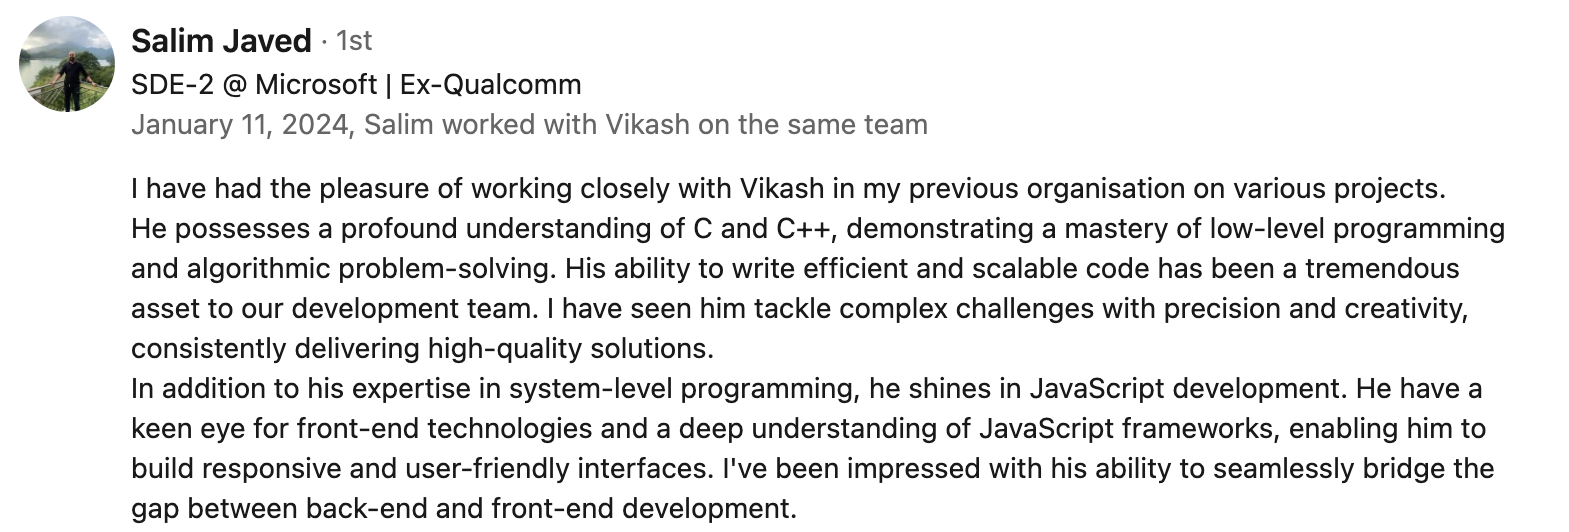 Salim Javed · 1st
SDE-2 @ Microsoft | Ex-Qualcomm
January 11, 2024, Salim worked with Vikash on the same team
I have had the pleasure of working closely with Vikash in my previous organisation on various projects.
He possesses a profound understanding of C and C++, demonstrating a mastery of low-level programming
and algorithmic problem-solving. His ability to write efficient and scalable code has been a tremendous
asset to our development team. I have seen him tackle complex challenges with precision and creativity,
consistently delivering high-quality solutions.
In addition to his expertise in system-level programming, he shines in JavaScript development. He have a
keen eye for front-end technologies and a deep understanding of JavaScript frameworks, enabling him to
build responsive and user-friendly interfaces. I've been impressed with his ability to seamlessly bridge the
gap between back-end and front-end development.